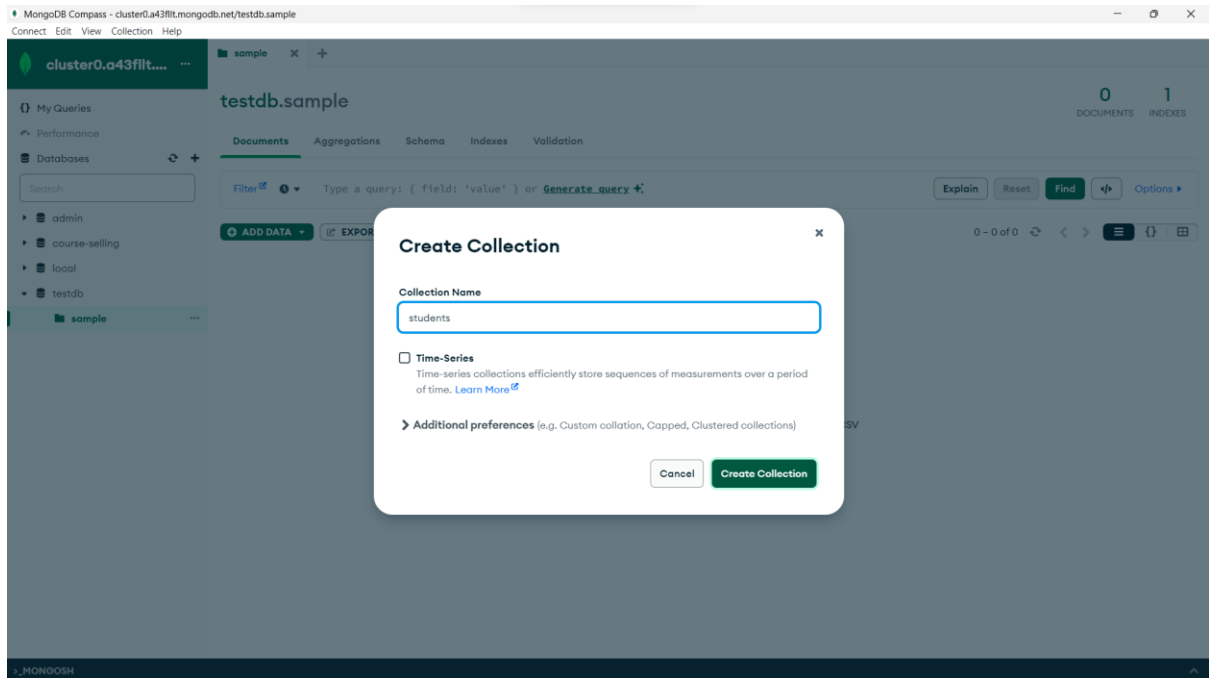 MongoDB Compass - cluster0.a43fllt.mongodb.net/testdb.sample
Connect Edit View Collection Help
cluster0.a43fllt.... ...
sample
{} My Queries
Performance
Databases
Search
admin
course-selling
local
testdb
sample ...
testdb.sample
0 1
DOCUMENTS INDEXES
Documents Aggregations Schema Indexes Validation
Filter Type a query: { field: 'value' } or Generate query
Explain Reset Find </> Options
ADD DATA EXPOR
0 – 0 of 0 {}
Create Collection
Collection Name
students
Time-Series
Time-series collections efficiently store sequences of measurements over a period
of time. Learn More
Additional preferences (e.g. Custom collation, Capped, Clustered collections)
CSV
Cancel Create Collection
>_MONGOSH